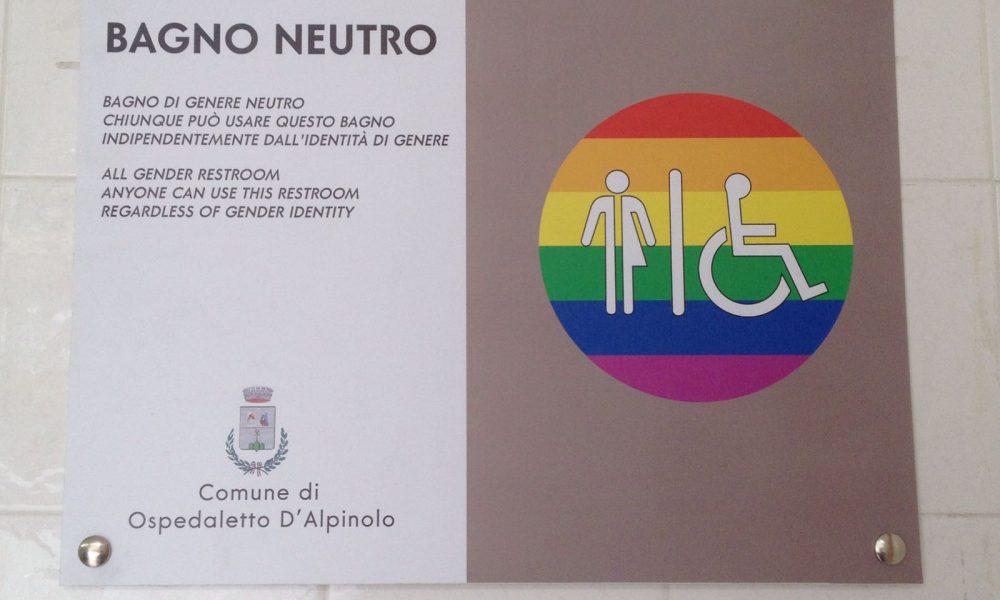 BAGNO NEUTRO
BAGNO DI GENERE NEUTRO
CHIUNQUE PUÒ USARE QUESTO BAGNO
INDIPENDENTEMENTE DALL'IDENTITÀ DI GENERE
ALL GENDER RESTROOM
ANYONE CAN USE THIS RESTROOM
REGARDLESS OF GENDER IDENTITY
Comune di
Ospedaletto D'Alpinolo